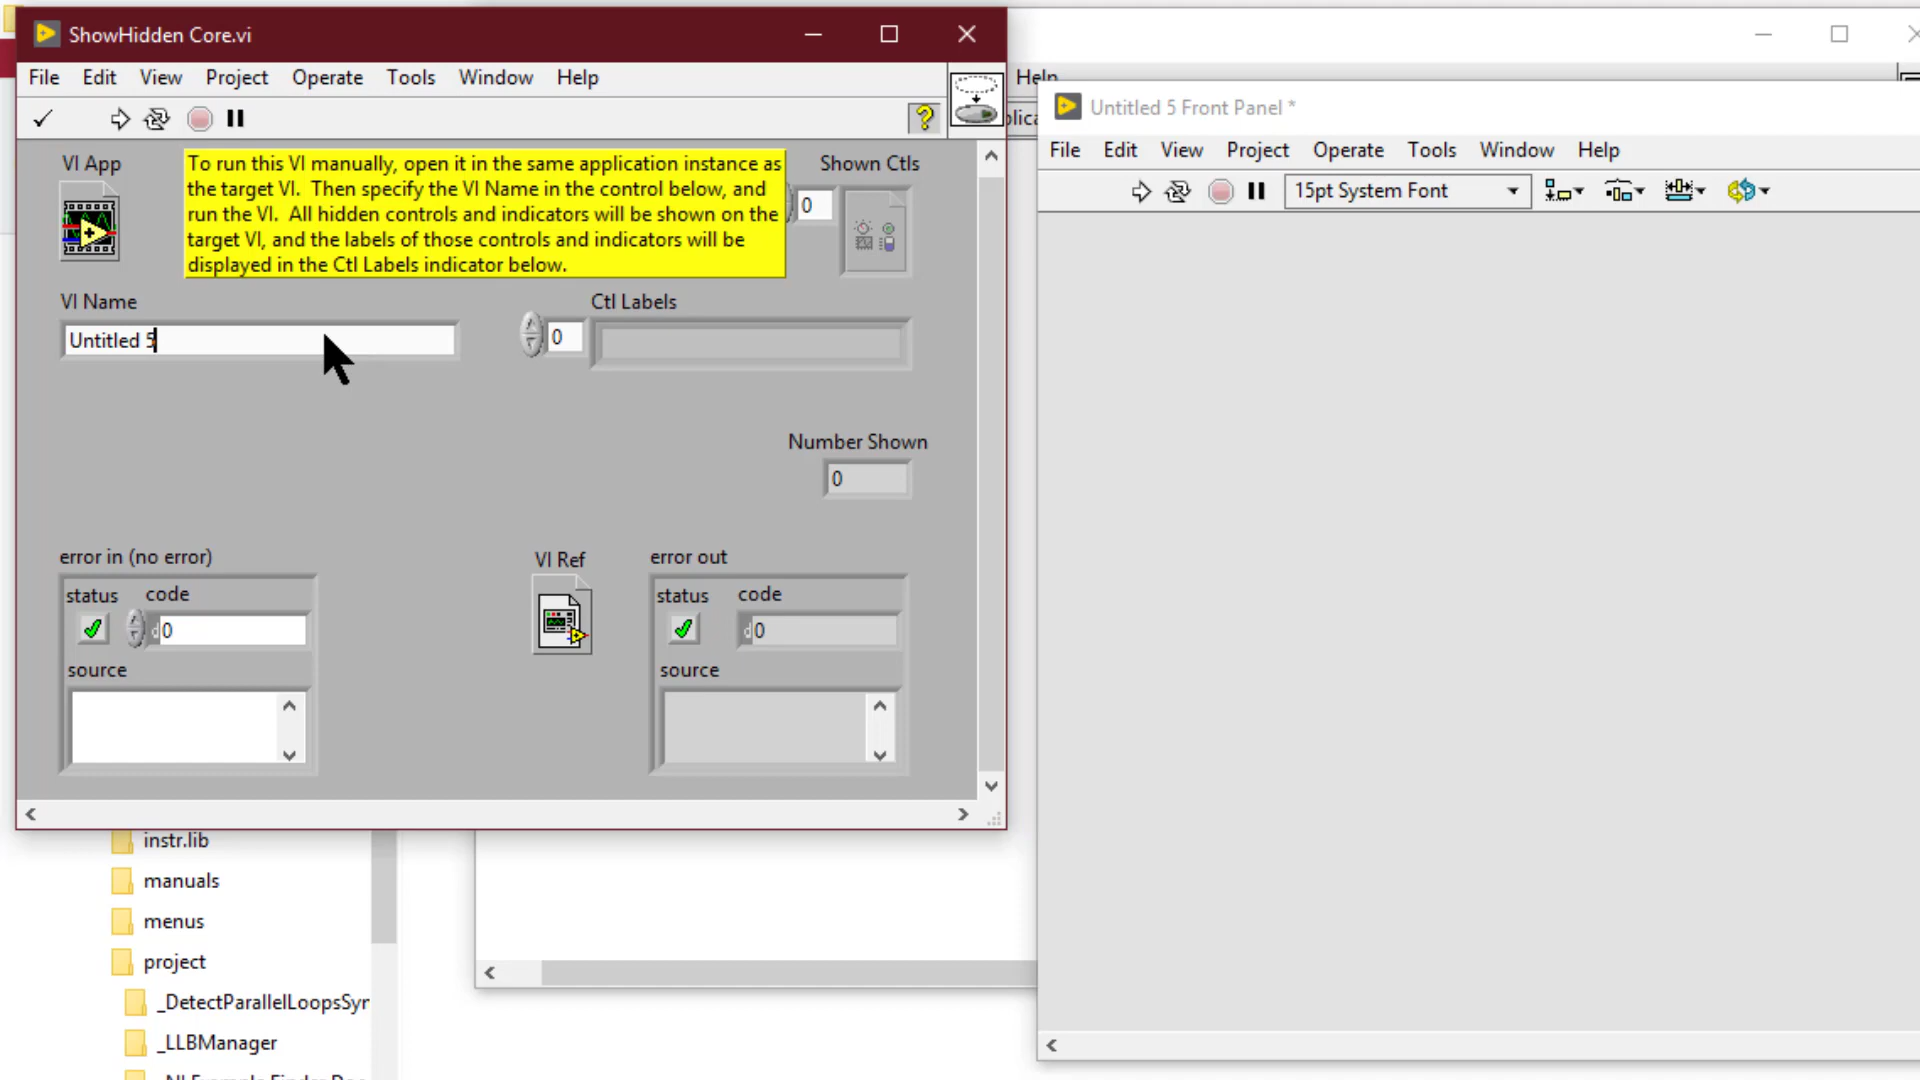 ShowHidden Core.vi
File Edit View Project Operate Tools Window Help
VI App
To run this VI manually, open it in the same application instance as
the target VI. Then specify the VI Name in the control below, and
run the VI. All hidden controls and indicators will be shown on the
target VI, and the labels of those controls and indicators will be
displayed in the Ctl Labels indicator below.
Shown Ctls
0
VI Name
Untitled 5
Ctl Labels
0
Number Shown
0
error in (no error)
status code
d0
source
VI Ref
error out
status code
d0
source
instr.lib
manuals
menus
project
_DetectParallelLoopsSyr
_LLBManager
Help
Untitled 5 Front Panel *
File Edit View Project Operate Tools Window Help
15pt System Font